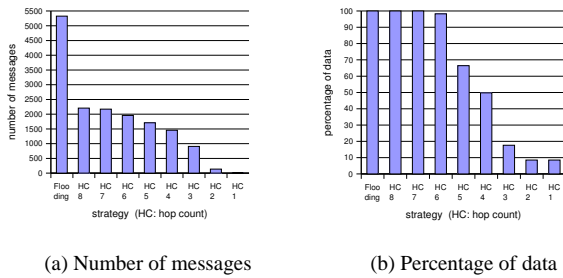 5500
5000
4500
4000
3500
3000
2500
2000
1500
1000
500
0
number of messages
Floo ding
HC 8
HC 7
HC 6
HC 5
HC 4
HC 3
HC 2
HC 1
strategy (HC: hop count)
(a) Number of messages
100
90
80
70
60
50
40
30
20
10
0
percentage of data
Floo ding
HC 8
HC 7
HC 6
HC 5
HC 4
HC 3
HC 2
HC 1
strategy (HC: hop count)
(b) Percentage of data